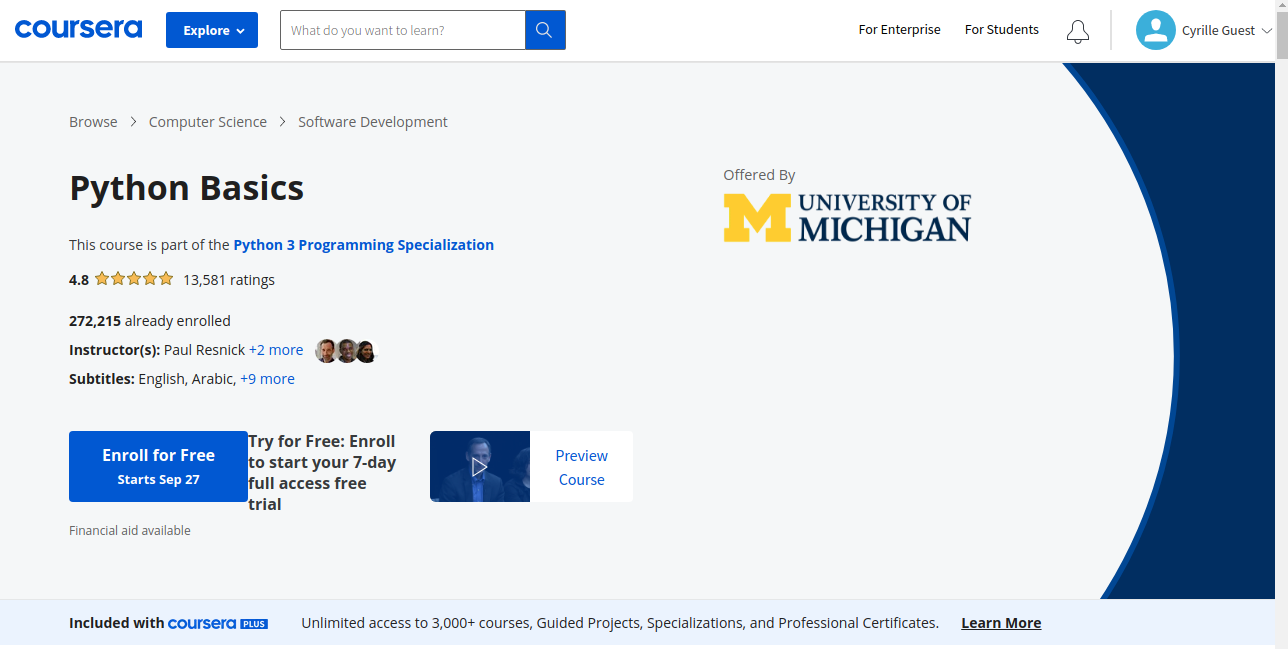 coursera
Explore
What do you want to learn?
For Enterprise
For Students
Cyrille Guest
Browse
Computer Science
Software Development
Python Basics
Offered By
M UNIVERSITY OF
MICHIGAN
This course is part of the Python 3 Programming Specialization
4.8
13,581 ratings
272,215 already enrolled
Instructor(s): Paul Resnick +2 more
Subtitles: English, Arabic, +9 more
Enroll for Free
Starts Sep 27
Try for Free: Enroll
to start your 7-day
full access free
trial
Preview
Course
Financial aid available
Included with coursera PLUS
Unlimited access to 3,000+ courses, Guided Projects, Specializations, and Professional Certificates.
Learn More